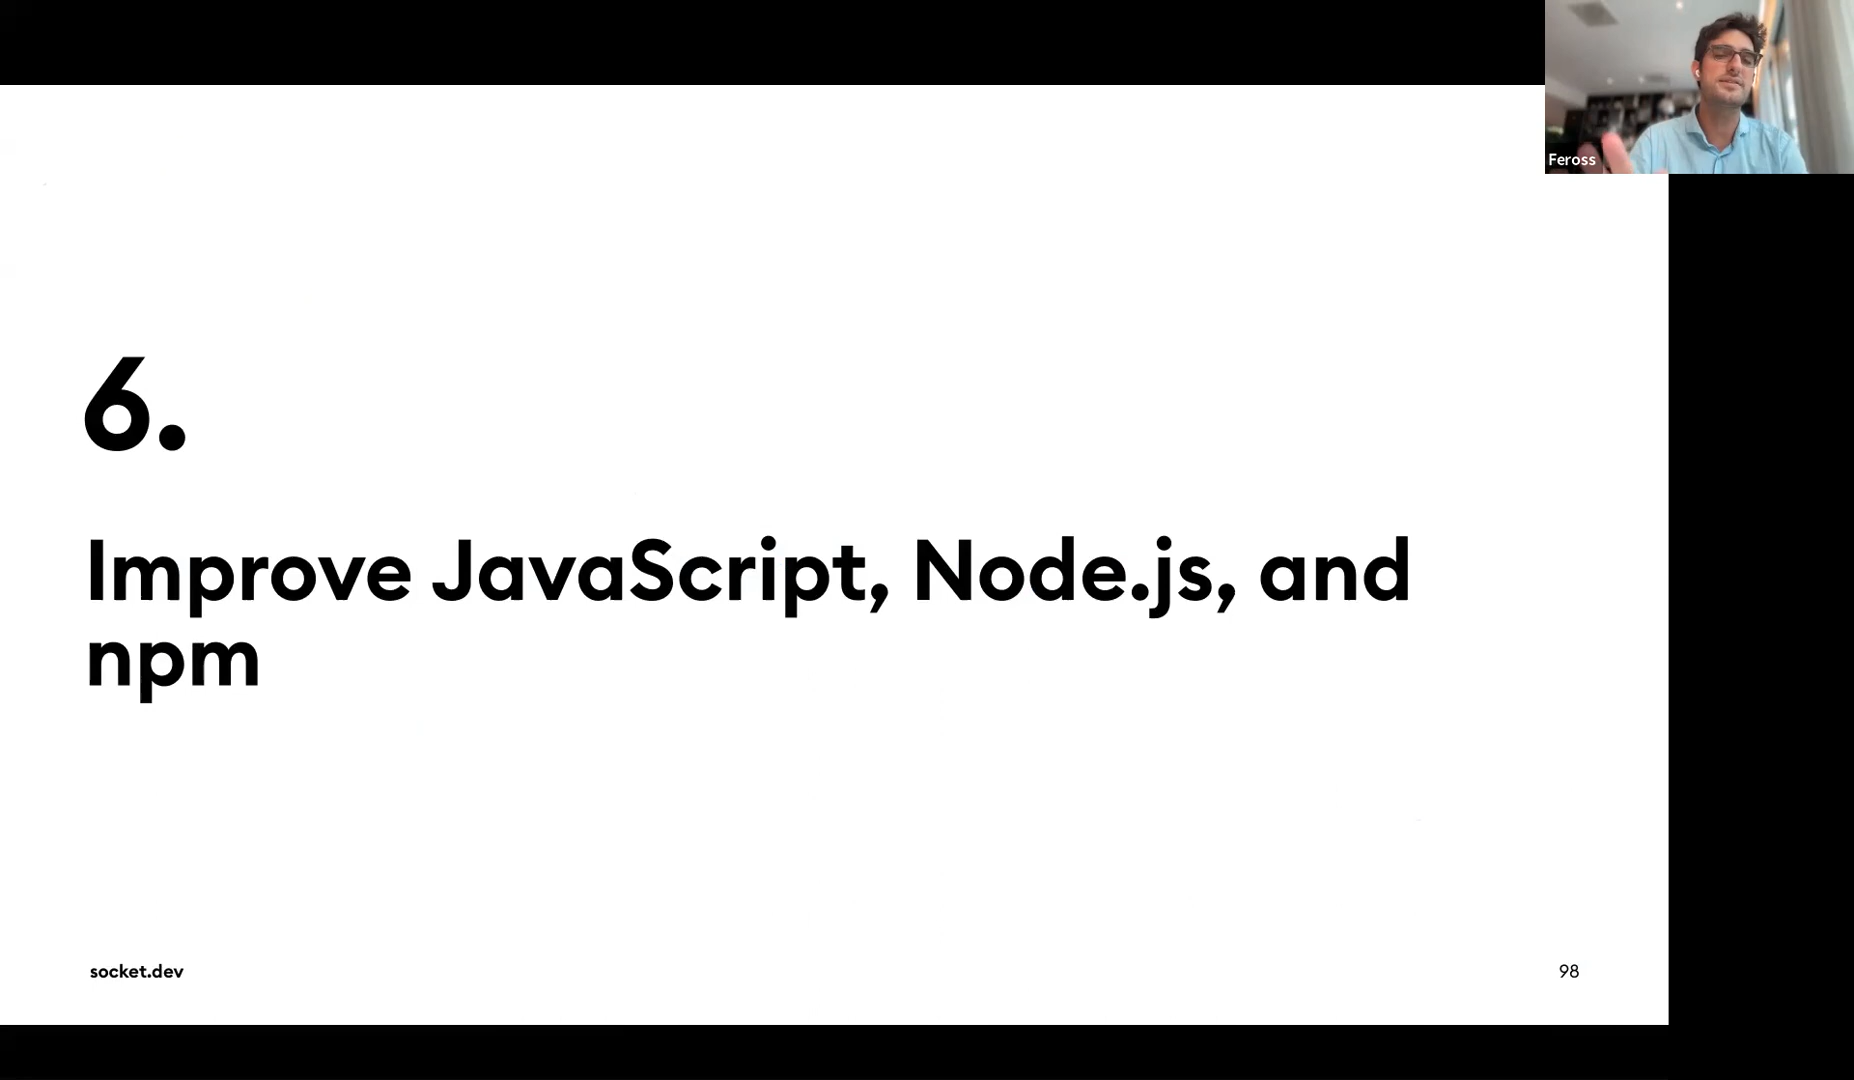 Feross
6.
Improve JavaScript, Node.js, and
npm
socket.dev
98